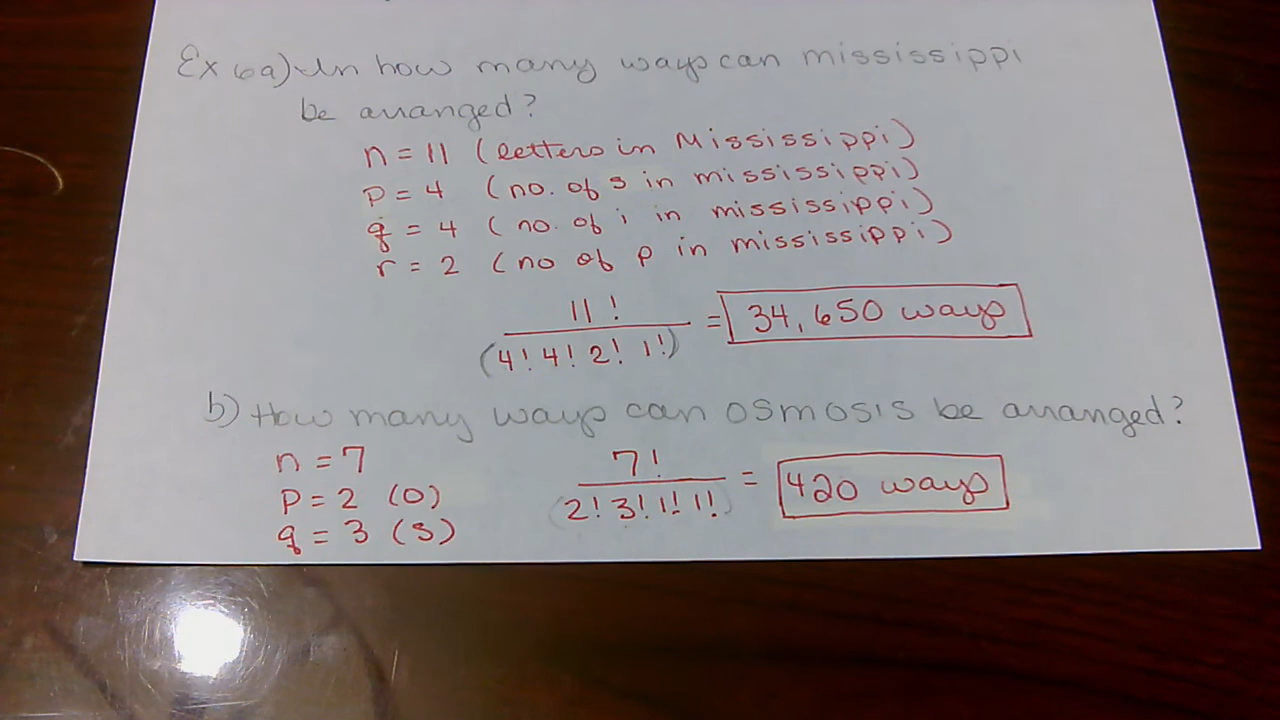 Ex 6a) In how many ways can mississippi
be arranged?
n = 11 (letters in Mississippi)
p = 4 (no. of s in mississippi)
q = 4 (no. of i in mississippi)
r = 2 (no of p in mississippi)
11!
(4! 4! 2! 1!) = 34,650 ways
b) How many ways can osmosis be arranged?
n = 7
p = 2 (O)
q = 3 (S)
7!
(2! 3! 1! 1!) = 420 ways